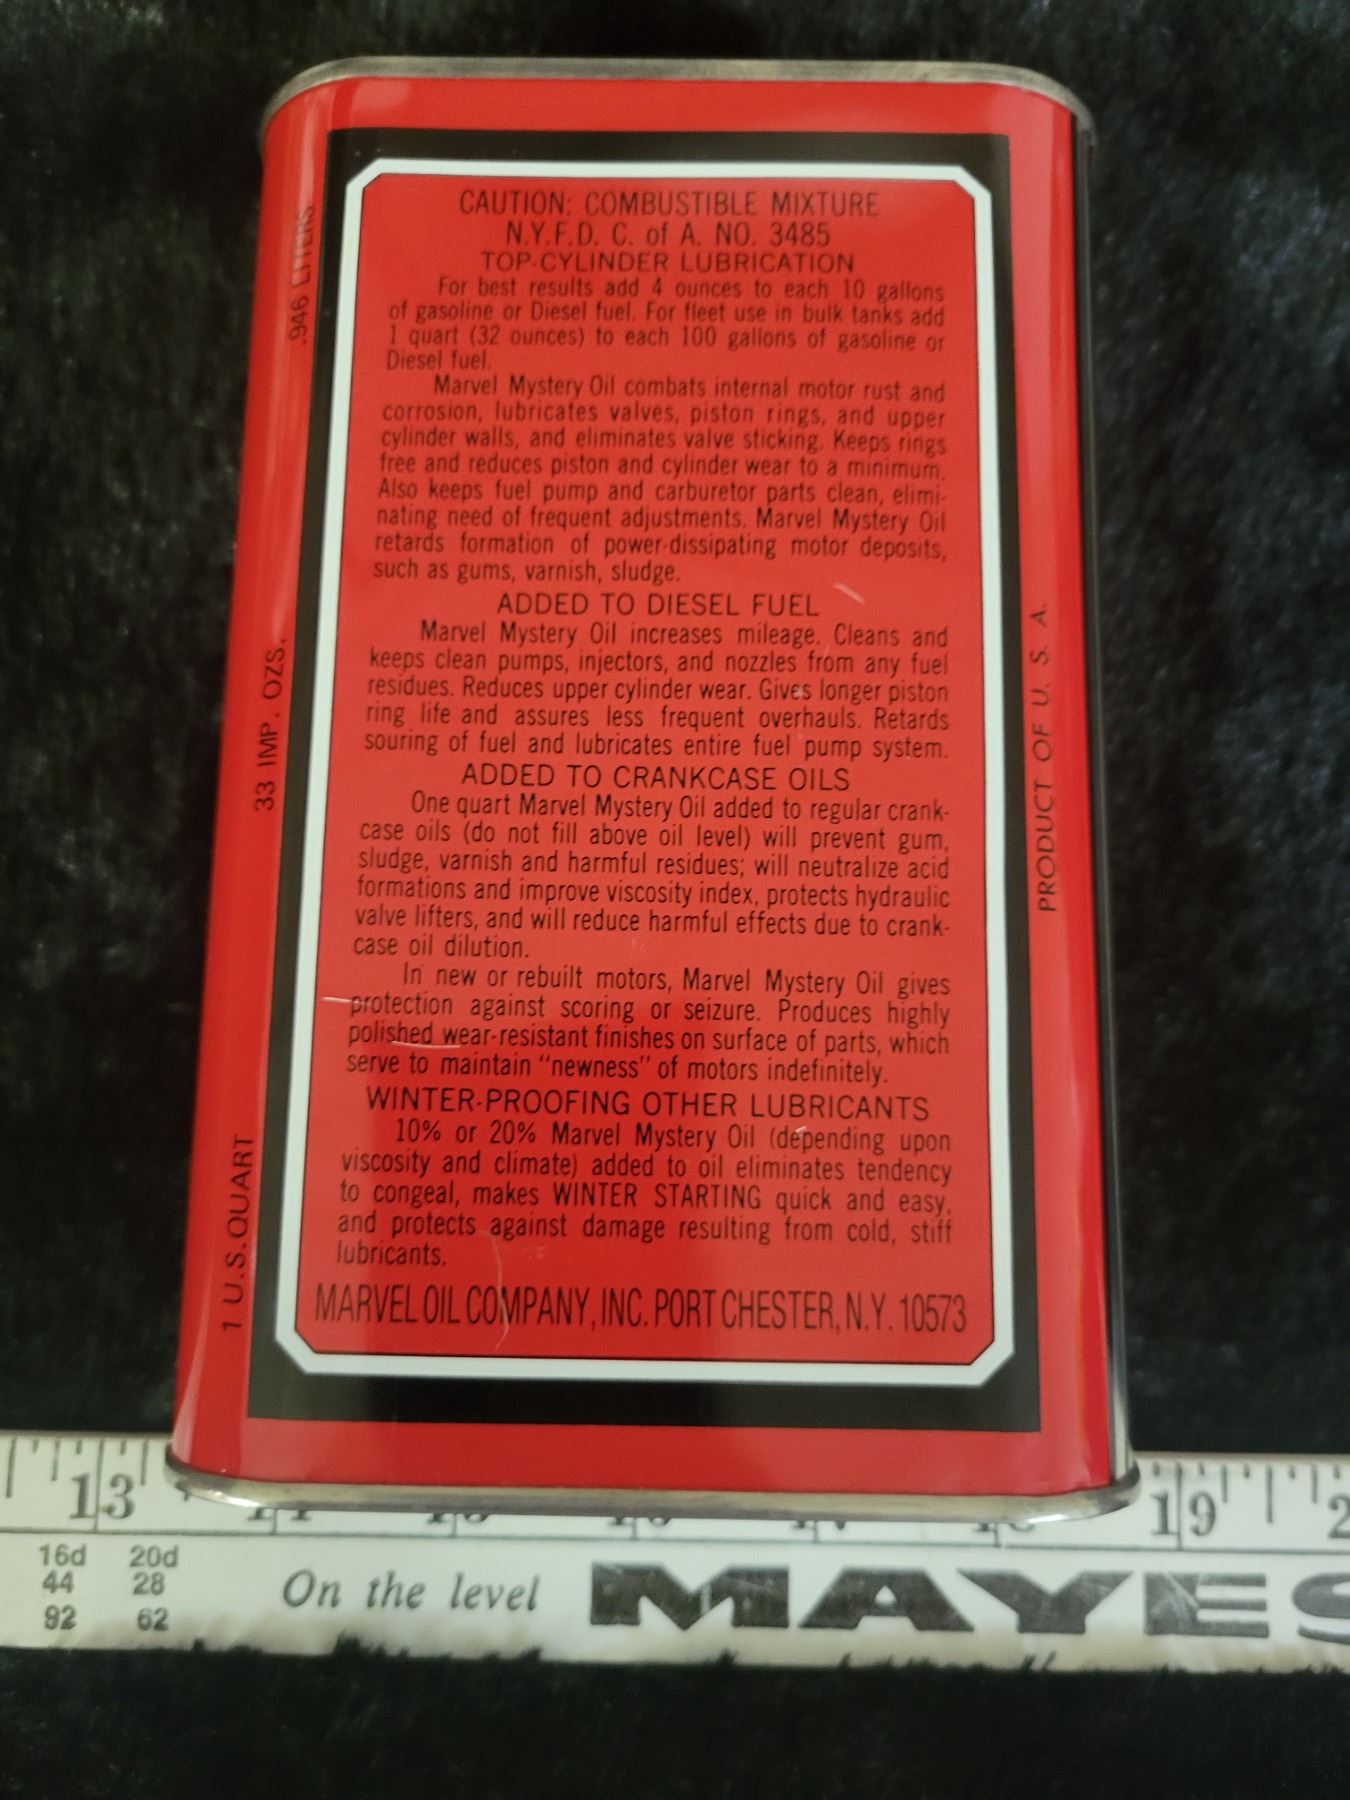 CAUTION: COMBUSTIBLE MIXTURE
N.Y.F.D. C. of A. NO. 3485
TOP-CYLINDER LUBRICATION
For best results add 4 ounces to each 10 gallons
of gasoline or Diesel fuel. For fleet use in bulk tanks add
1 quart (32 ounces) to each 100 gallons of gasoline or
Diesel fuel.
Marvel Mystery Oil combats internal motor rust and
corrosion, lubricates valves, piston rings, and upper
cylinder walls, and eliminates valve sticking. Keeps rings
free and reduces piston and cylinder wear to a minimum.
Also keeps fuel pump and carburetor parts clean, elimi-
nating need of frequent adjustments. Marvel Mystery Oil
retards formation of power-dissipating motor deposits,
such as gums, varnish, sludge.
ADDED TO DIESEL FUEL
Marvel Mystery Oil increases mileage. Cleans and
keeps clean pumps, injectors, and nozzles from any fuel
residues. Reduces upper cylinder wear. Gives longer piston
ring life and assures less frequent overhauls. Retards
souring of fuel and lubricates entire fuel pump system.
ADDED TO CRANKCASE OILS
One quart Marvel Mystery Oil added to regular crank-
case oils (do not fill above oil level) will prevent gum,
sludge, varnish and harmful residues; will neutralize acid
formations and improve viscosity index, protects hydraulic
valve lifters, and will reduce harmful effects due to crank-
case oil dilution.
In new or rebuilt motors, Marvel Mystery Oil gives
protection against scoring or seizure. Produces highly
polished wear-resistant finishes on surface of parts, which
serve to maintain "newness" of motors indefinitely.
WINTER-PROOFING OTHER LUBRICANTS
10% or 20% Marvel Mystery Oil (depending upon
viscosity and climate) added to oil eliminates tendency
to congeal, makes WINTER STARTING quick and easy,
and protects against damage resulting from cold, stiff
lubricants.
MARVEL OIL COMPANY, INC. PORT CHESTER, N.Y. 10573
1 U.S. QUART 33 IMP. OZS. .946 LITERS
PRODUCT OF U. S. A.
13 19
16d 20d
44 28
92 62
On the level MAYES